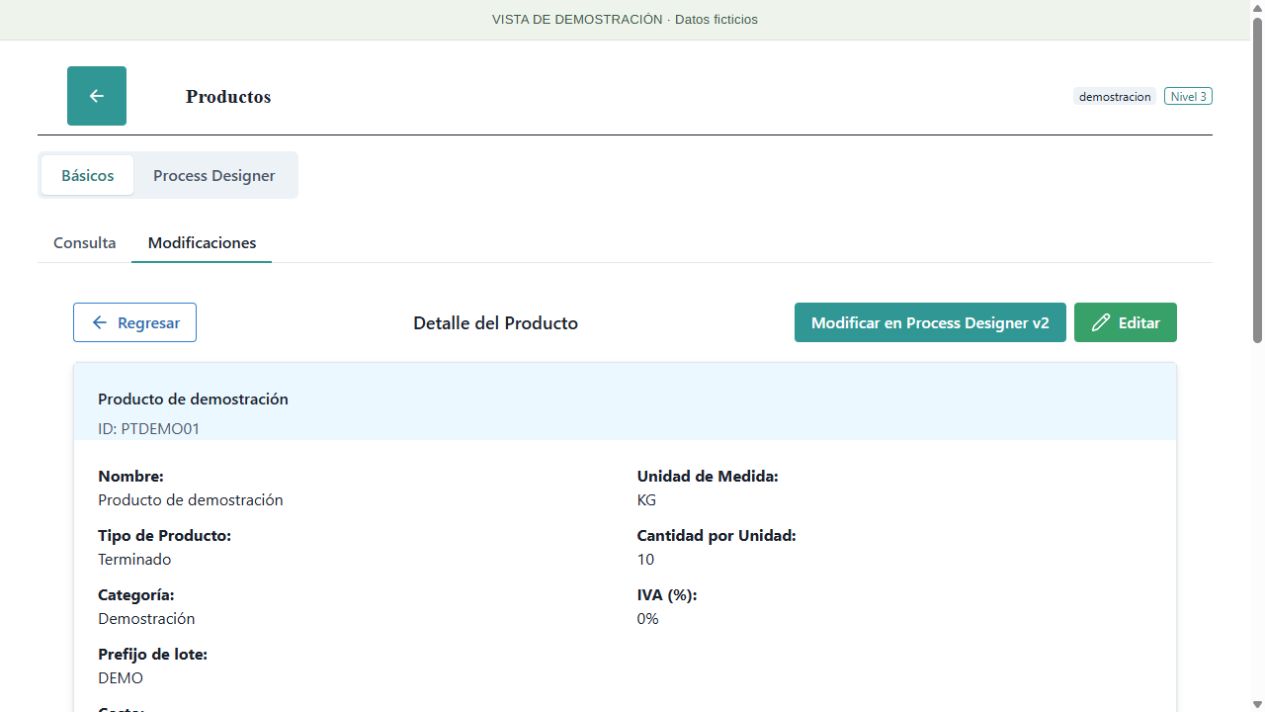 VISTA DE DEMOSTRACIÓN · Datos ficticios
Productos
demostracion Nivel 3
Básicos Process Designer
Consulta Modificaciones
Regresar Detalle del Producto Modificar en Process Designer v2 Editar
Producto de demostración
ID: PTDEMO01
Nombre:
Producto de demostración
Unidad de Medida:
KG
Tipo de Producto:
Terminado
Cantidad por Unidad:
10
Categoría:
Demostración
IVA (%):
0%
Prefijo de lote:
DEMO